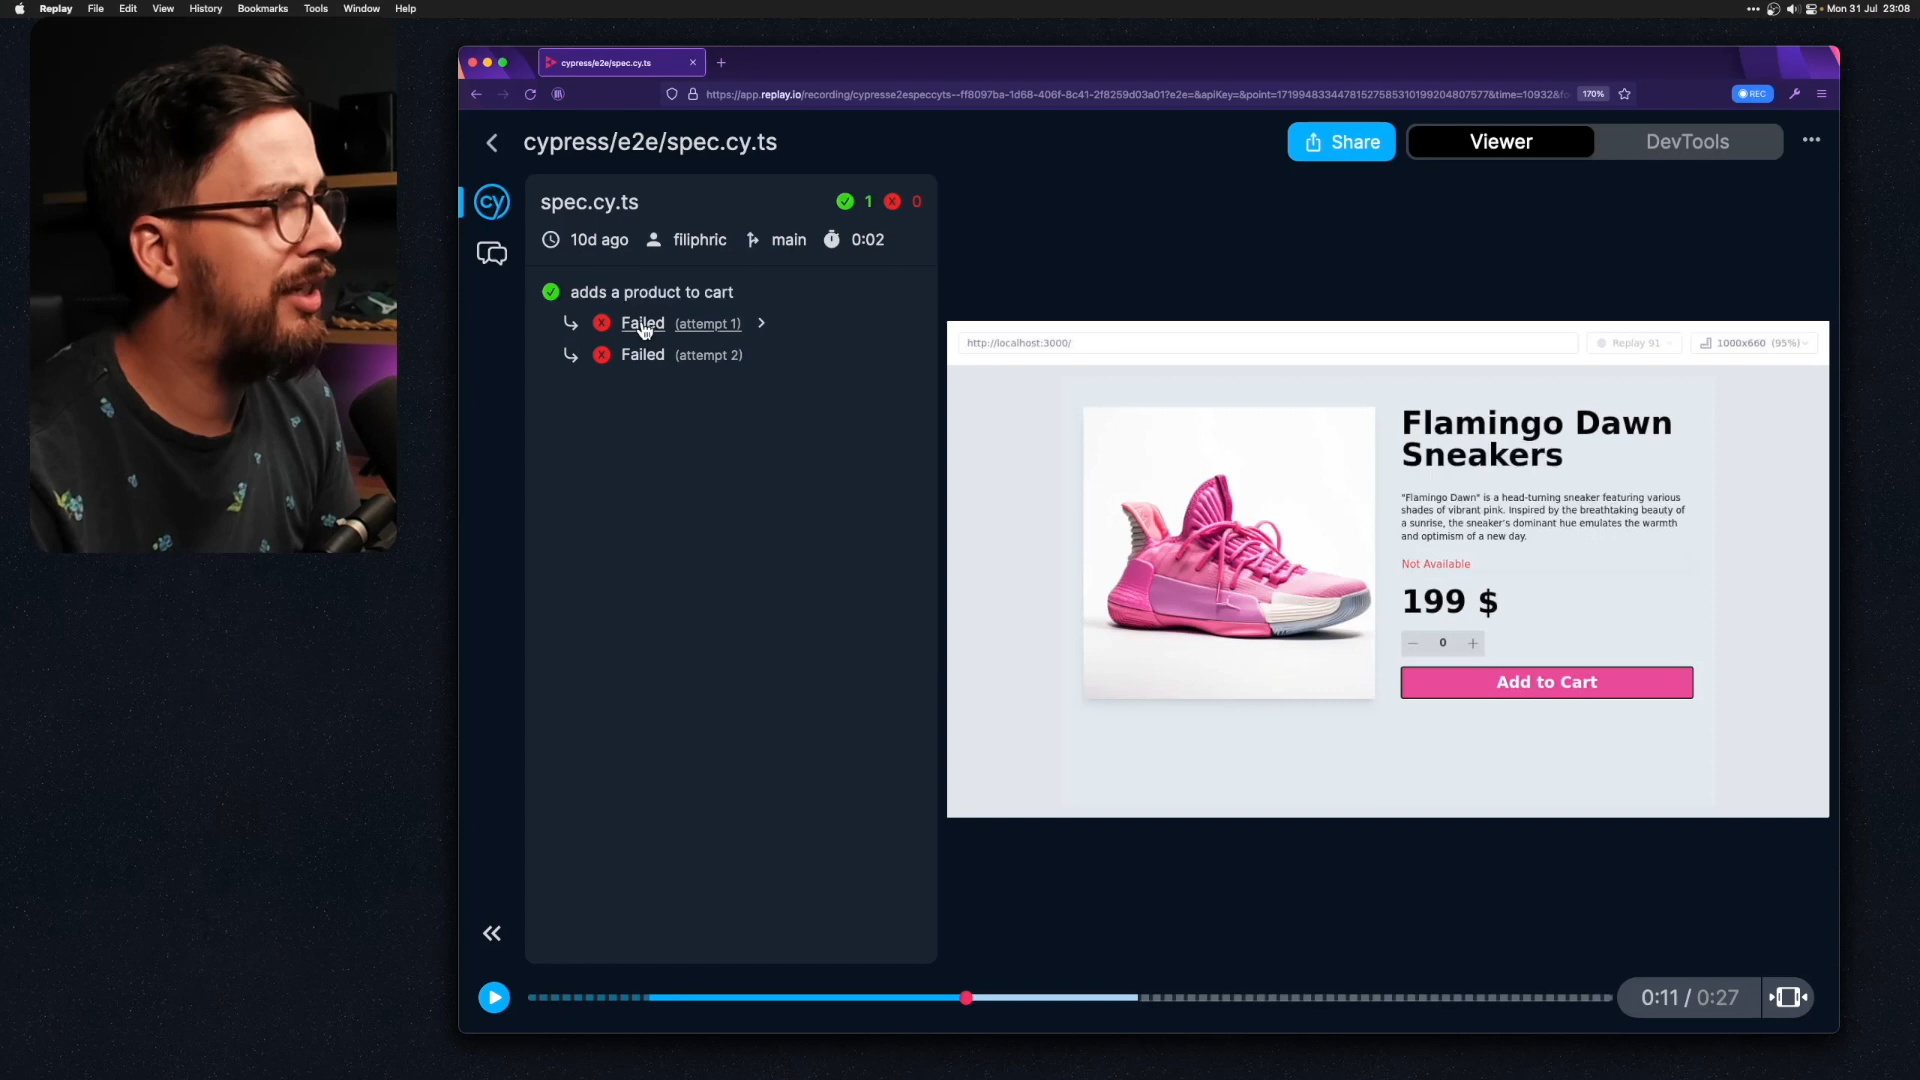 Replay File Edit View History Bookmarks Tools Window Help
Mon 31 Jul 23:08
cypress/e2e/spec.cy.ts
https://app.replay.io/recording/cypresse2especcyts--ff8097ba-1d68-406f-8c41-2f8259d03a01?e2e=&apiKey=&point=17199483344781527585310199204807577&time=10932&fo
170%
REC
cypress/e2e/spec.cy.ts
Share
Viewer
DevTools
cy
spec.cy.ts
1 0
10d ago filiphric main 0:02
adds a product to cart
Failed (attempt 1)
Failed (attempt 2)
http://localhost:3000/
Replay 91
1000x660 (95%)
Flamingo Dawn
Sneakers
"Flamingo Dawn" is a head-turning sneaker featuring various
shades of vibrant pink. Inspired by the breathtaking beauty of
a sunrise, the sneaker's dominant hue emulates the warmth
and optimism of a new day.
Not Available
199 $
0
Add to Cart
0:11 / 0:27